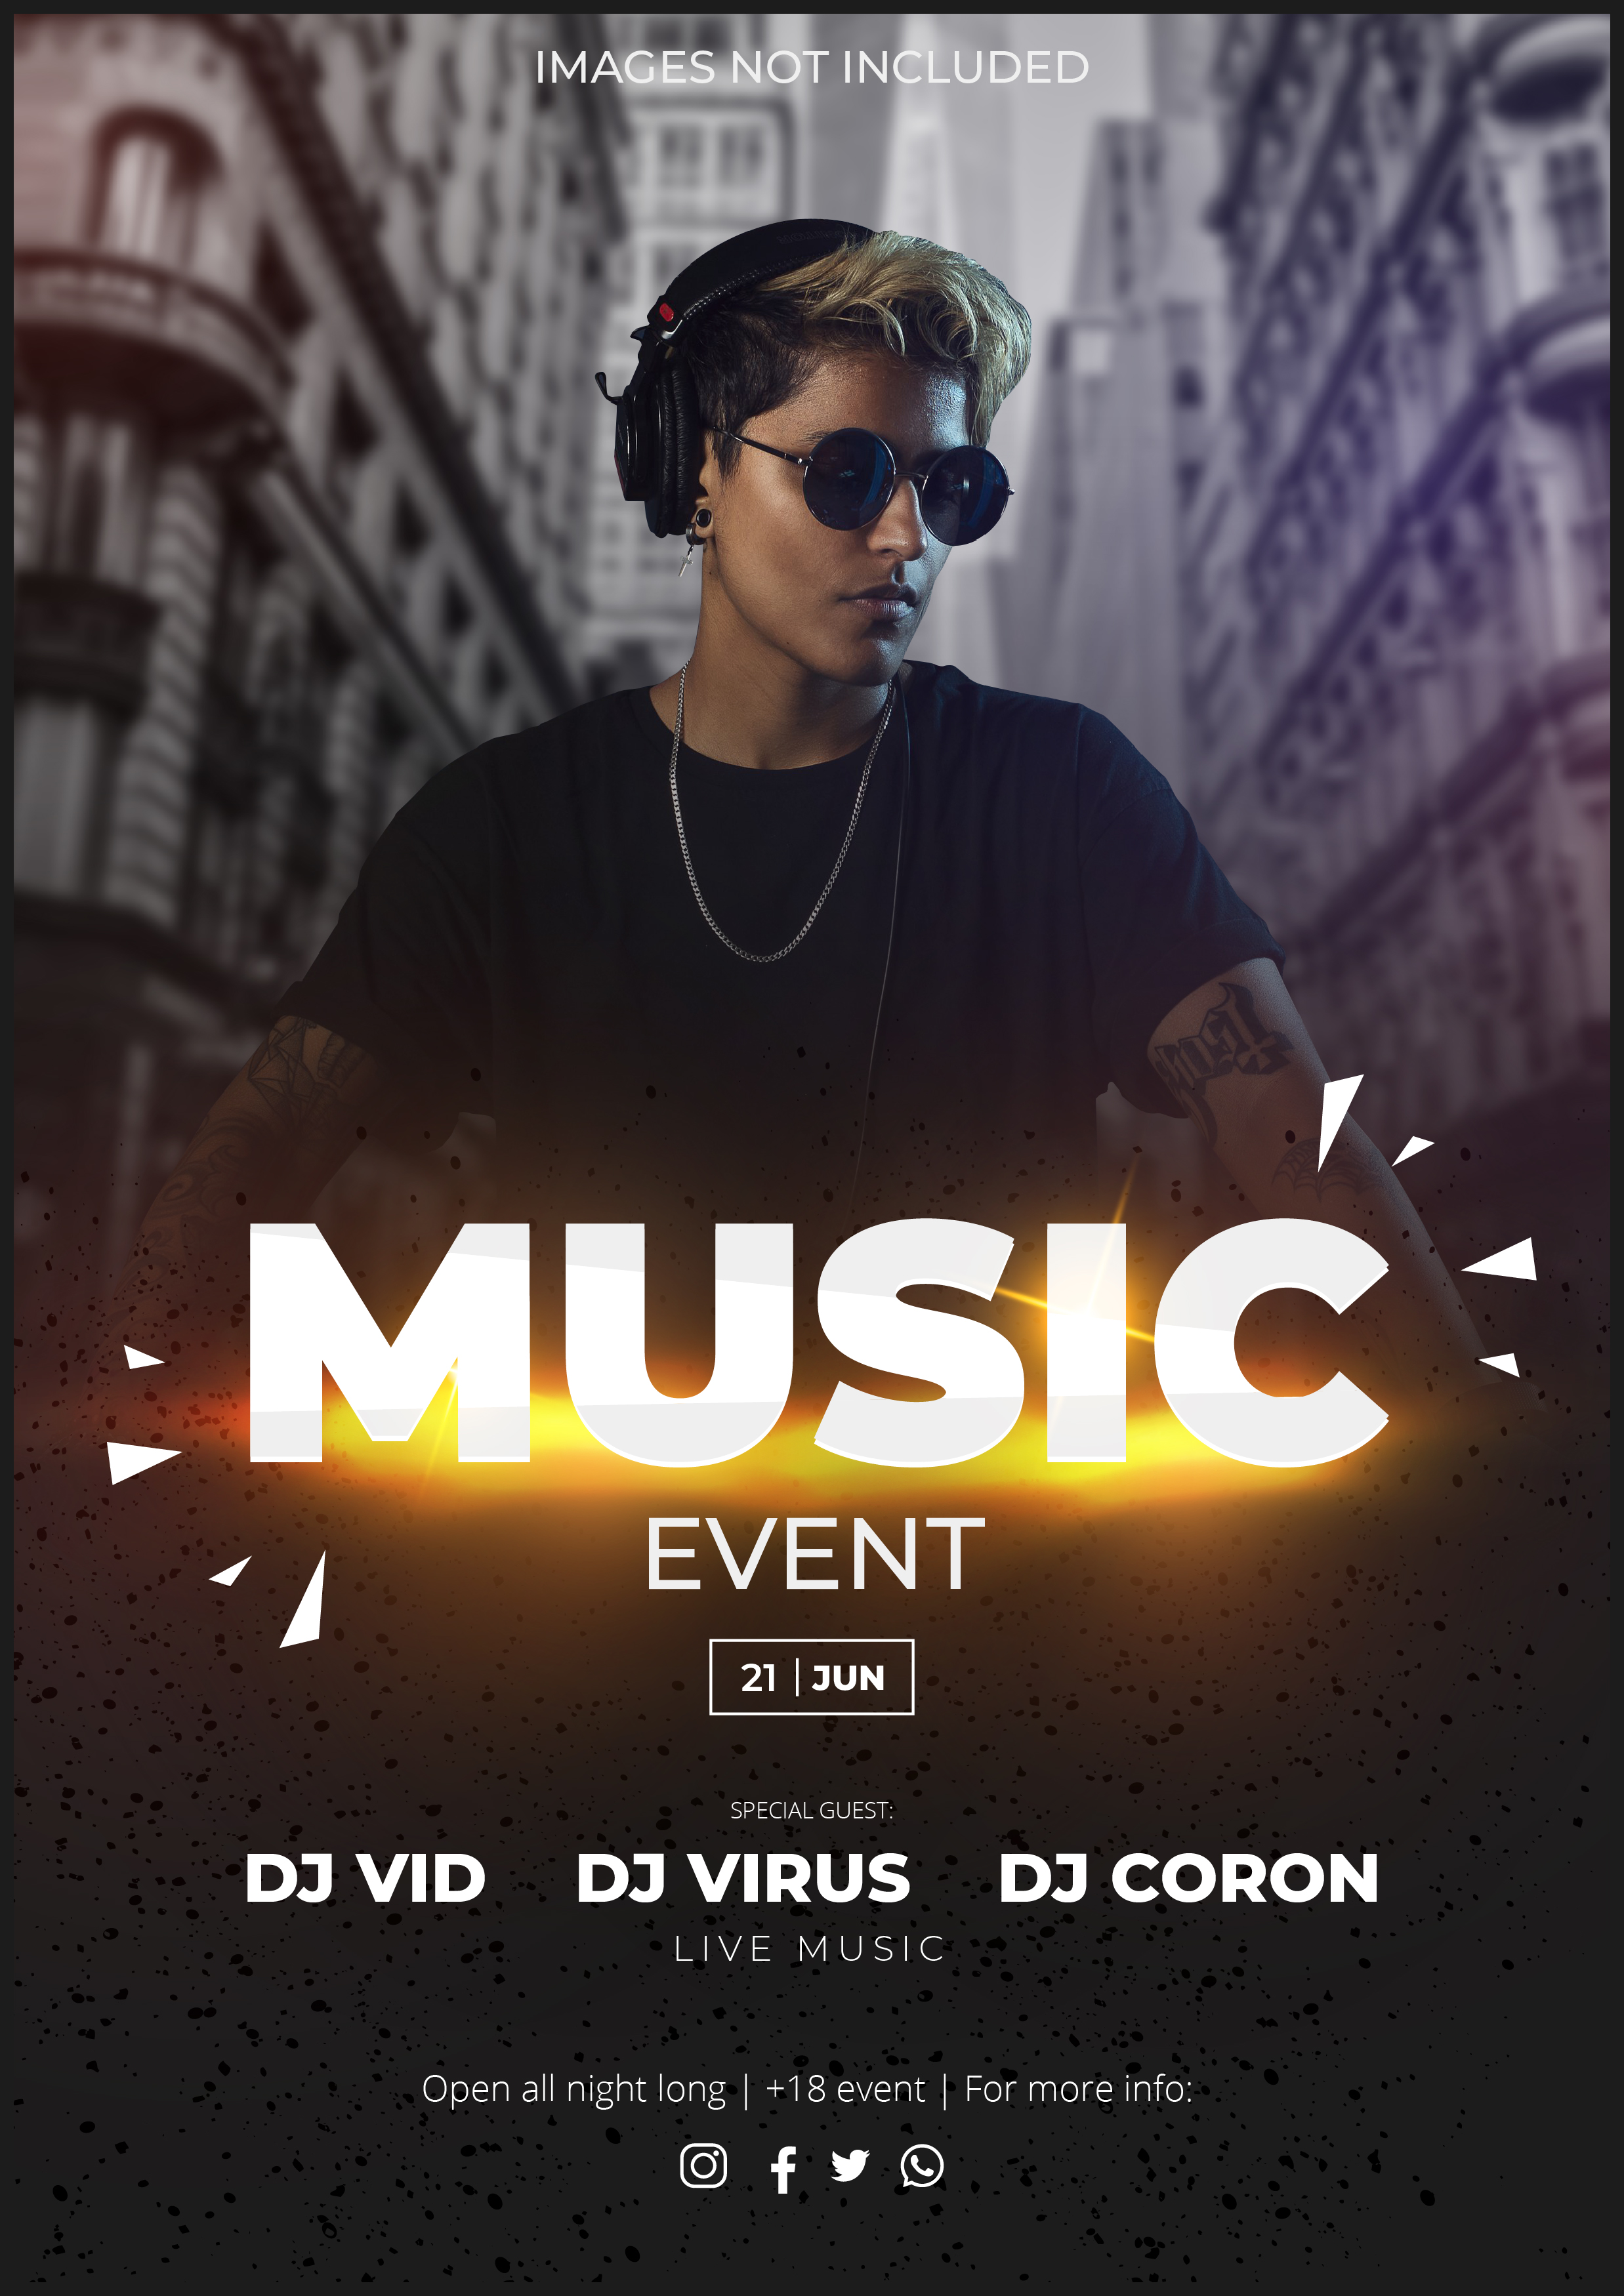 IMAGES NOT INCLUDED
MUSIC
EVENT
21 | JUN
SPECIAL GUEST:
DJ VID DJ VIRUS DJ CORON
LIVE MUSIC
Open all night long | +18 event | For more info: